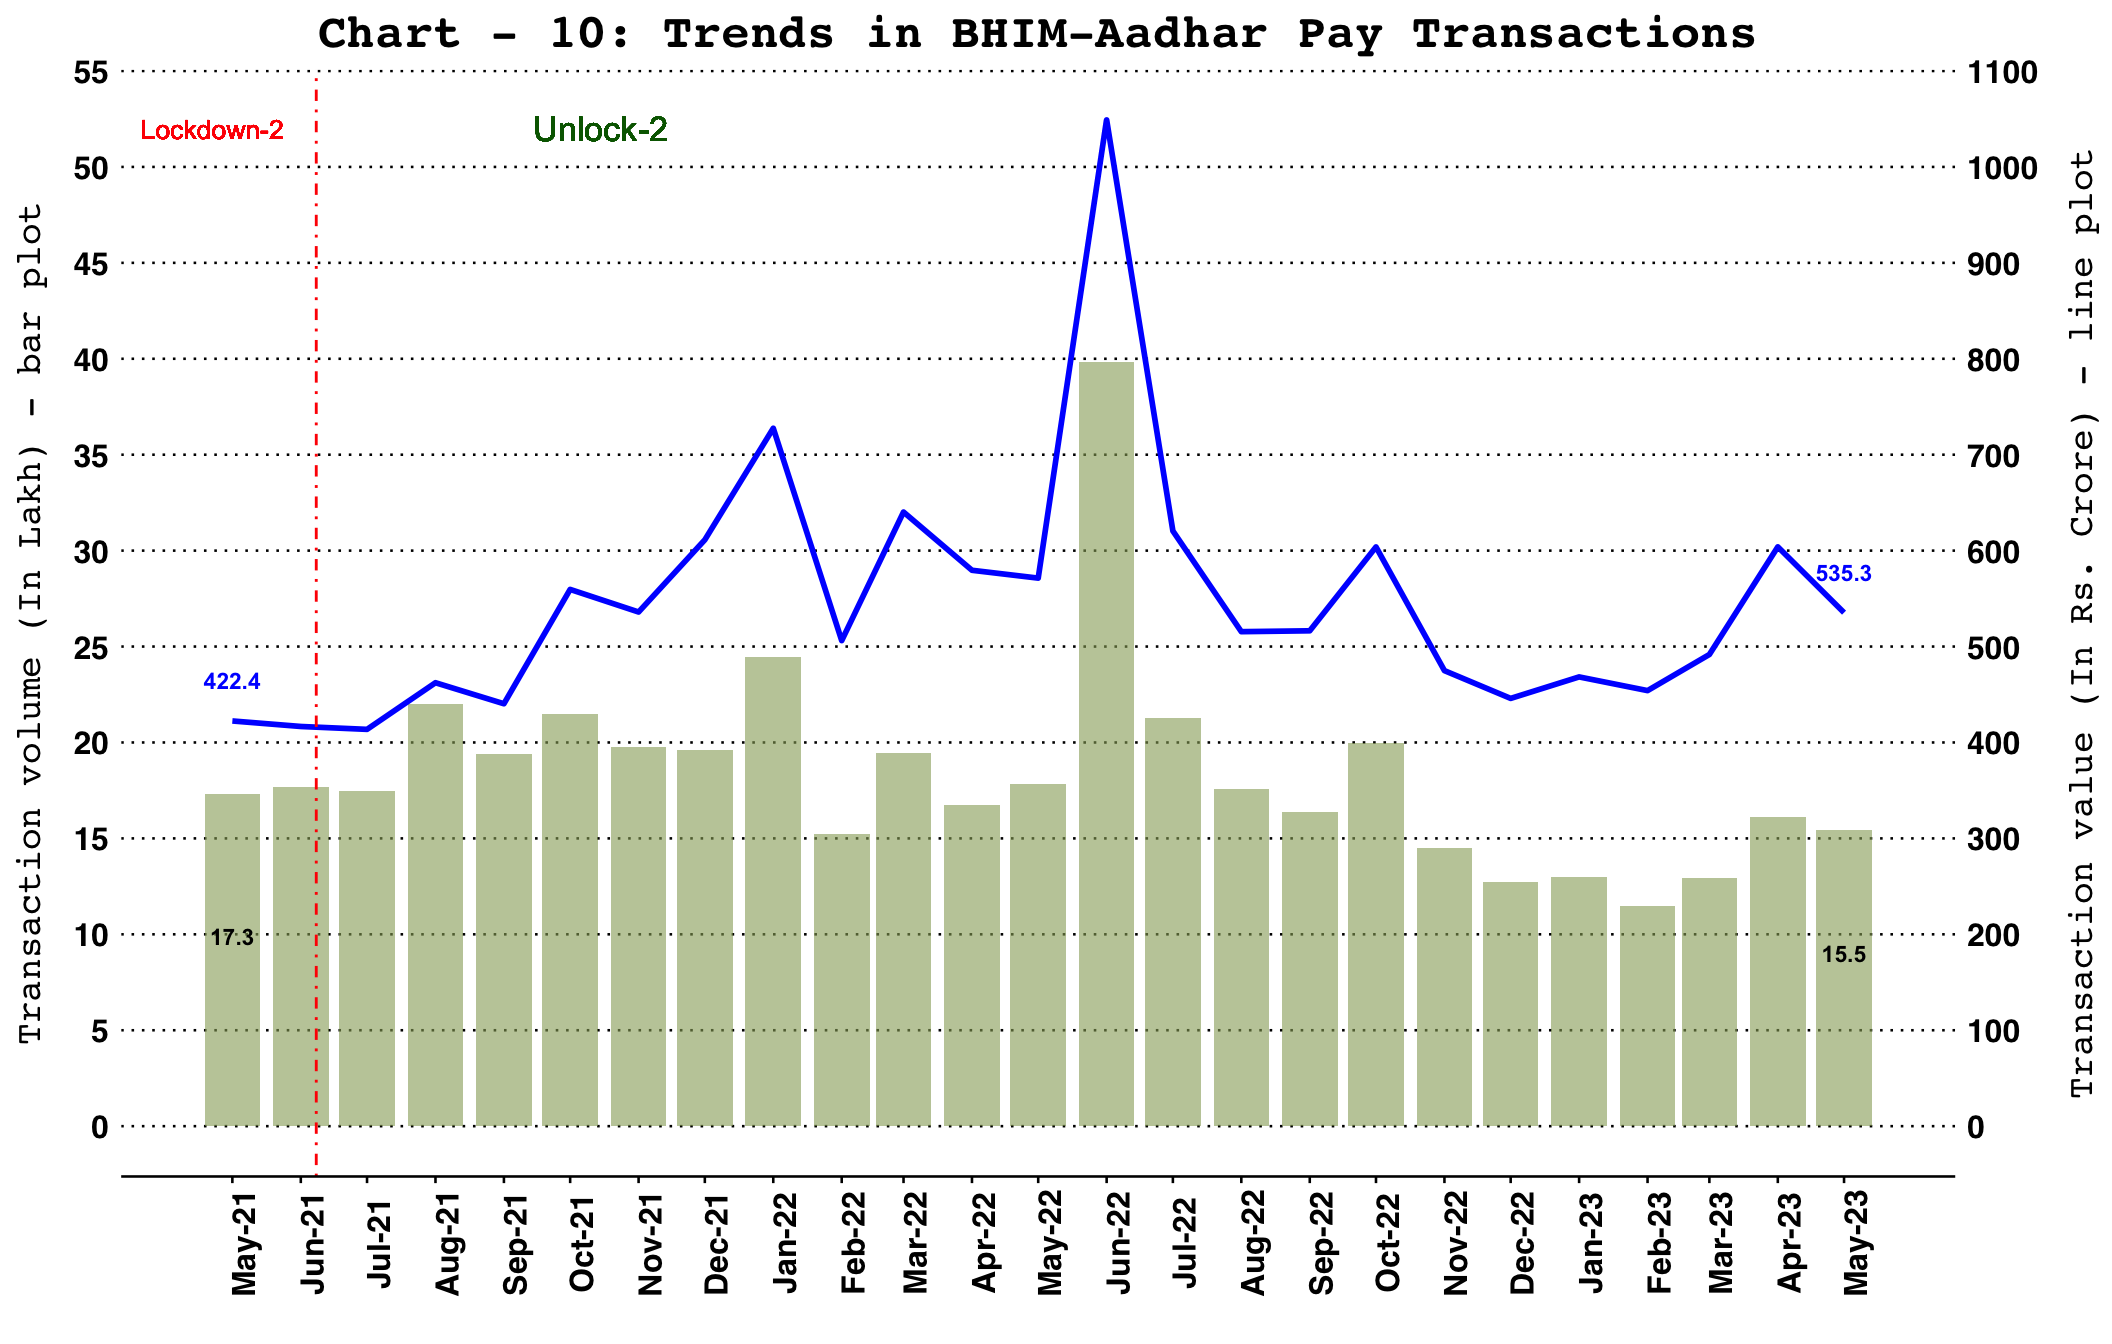 Chart - 10: Trends in BHIM-Aadhar Pay Transactions
Transaction volume (In Lakh) - bar plot
55
50
45
40
35
30
25
20
15
10
5
0
Lockdown-2
Unlock-2
422.4
535.3
17.3
15.5
1100
1000
900
800
700
600
500
400
300
200
100
0
Transaction value (In Rs. Crore) - line plot
May-21
Jun-21
Jul-21
Aug-21
Sep-21
Oct-21
Nov-21
Dec-21
Jan-22
Feb-22
Mar-22
Apr-22
May-22
Jun-22
Jul-22
Aug-22
Sep-22
Oct-22
Nov-22
Dec-22
Jan-23
Feb-23
Mar-23
Apr-23
May-23